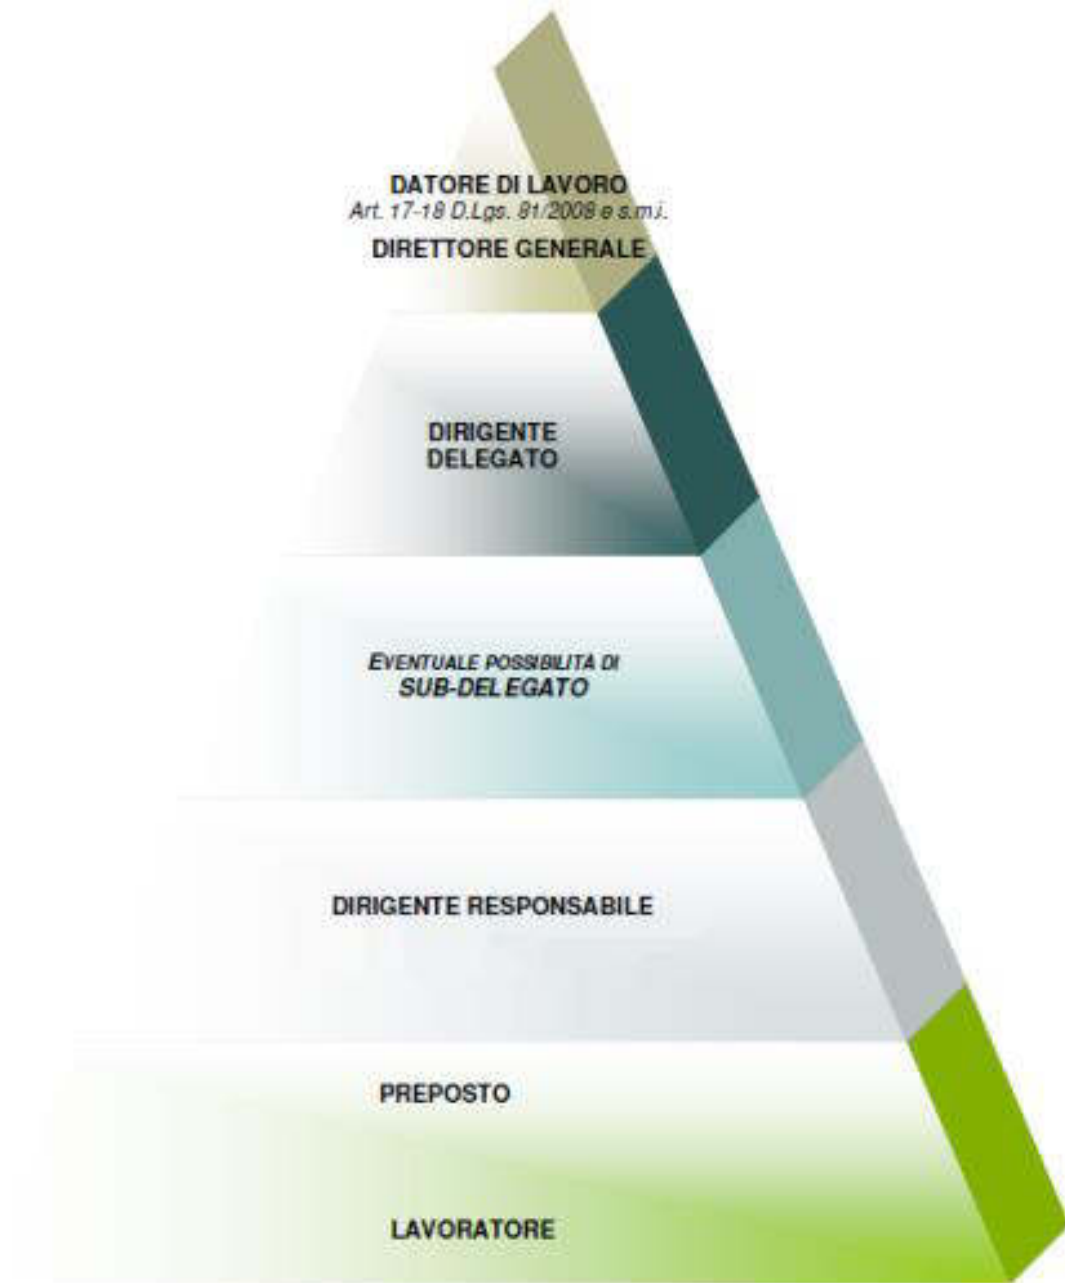 DATORE DI LAVORO
Art. 17-18 D.Lgs. 81/2008 e s.m.i.
DIRETTORE GENERALE
DIRIGENTE
DELEGATO
EVENTUALE POSSIBILITÀ DI
SUB-DELEGATO
DIRIGENTE RESPONSABILE
PREPOSTO
LAVORATORE